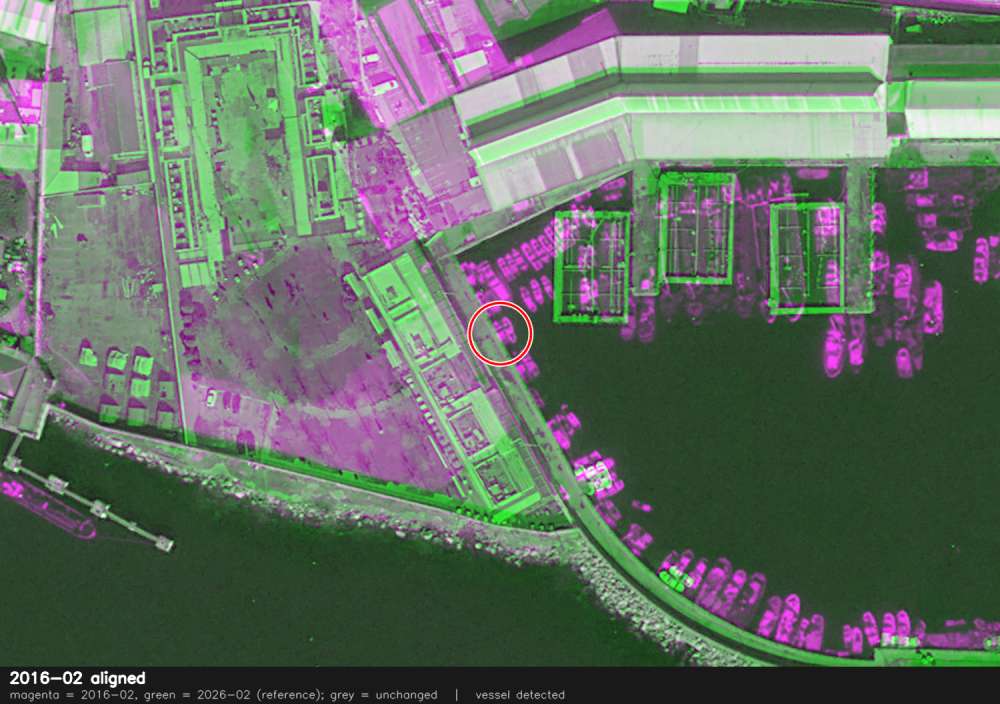 2016-02 aligned
magenta = 2016-02, green = 2026-02 (reference); grey = unchanged | vessel detected